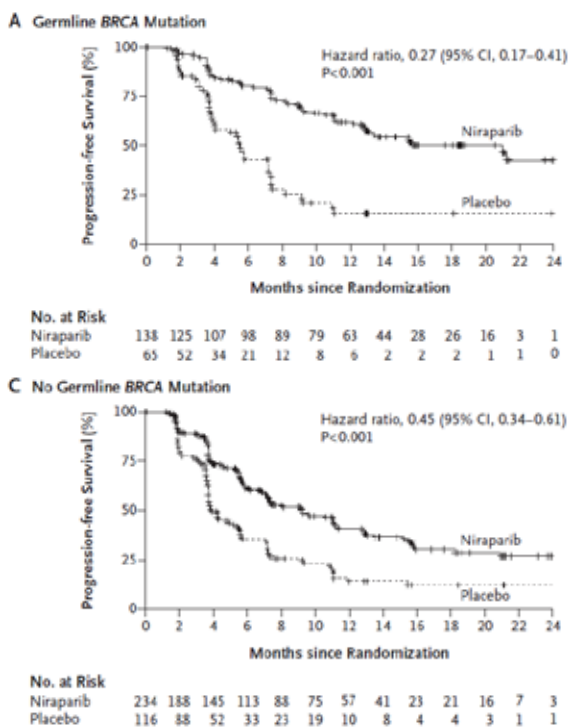 A Germline BRCA Mutation
100
75
50
25
0
Progression-free Survival (%)
Hazard ratio, 0.27 (95% CI, 0.17–0.41)
P<0.001
Niraparib
Placebo
0 2 4 6 8 10 12 14 16 18 20 22 24
Months since Randomization
No. at Risk
Niraparib 138 125 107 98 89 79 63 44 28 26 16 3 1
Placebo 65 52 34 21 12 8 6 2 2 2 1 1 0
C No Germline BRCA Mutation
100
75
50
25
0
Progression-free Survival (%)
Hazard ratio, 0.45 (95% CI, 0.34–0.61)
P<0.001
Niraparib
Placebo
0 2 4 6 8 10 12 14 16 18 20 22 24
Months since Randomization
No. at Risk
Niraparib 234 188 145 113 88 75 57 41 23 21 16 7 3
Placebo 116 88 52 33 23 19 10 8 4 4 3 1 1